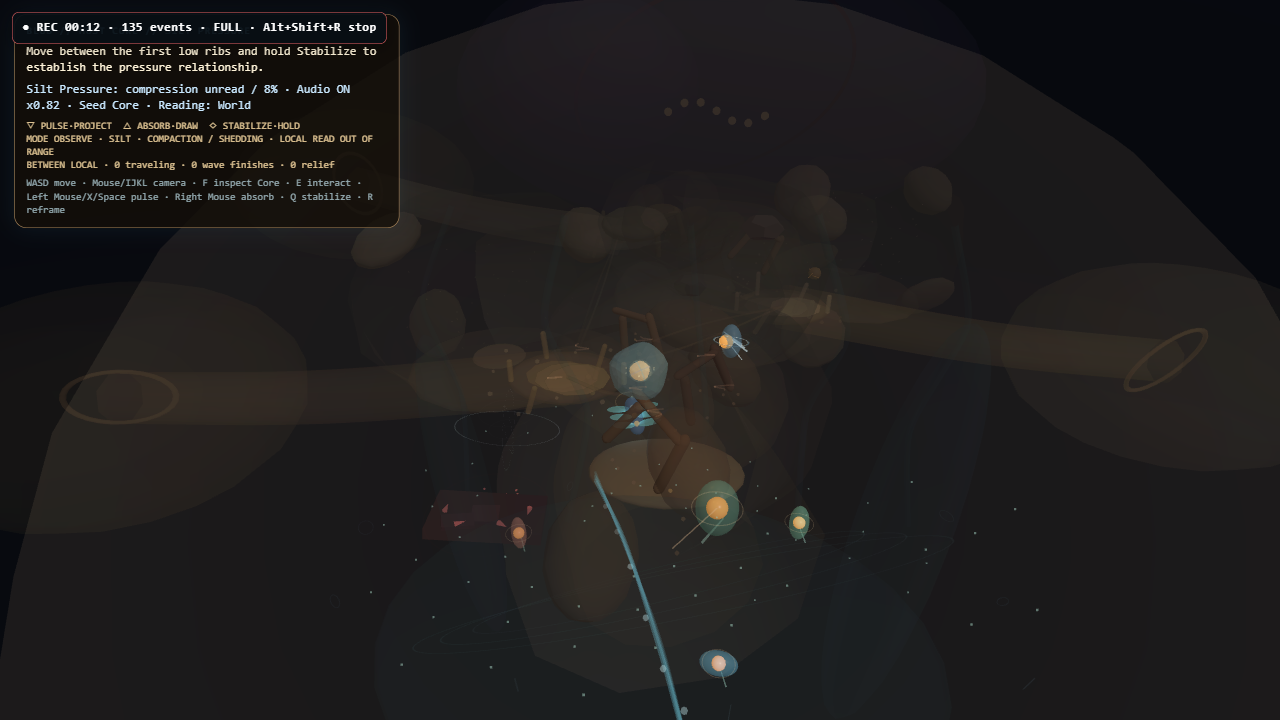 ● REC 00:12 · 135 events · FULL · Alt+Shift+R stop
Move between the first low ribs and hold Stabilize to
establish the pressure relationship.
Silt Pressure: compression unread / 8% · Audio ON
x0.82 · Seed Core · Reading: World
▽ PULSE·PROJECT △ ABSORB·DRAW ◇ STABILIZE·HOLD
MODE OBSERVE · SILT · COMPACTION / SHEDDING · LOCAL READ OUT OF
RANGE
BETWEEN LOCAL · 0 traveling · 0 wave finishes · 0 relief
WASD move · Mouse/IJKL camera · F inspect Core · E interact ·
Left Mouse/X/Space pulse · Right Mouse absorb · Q stabilize · R
reframe